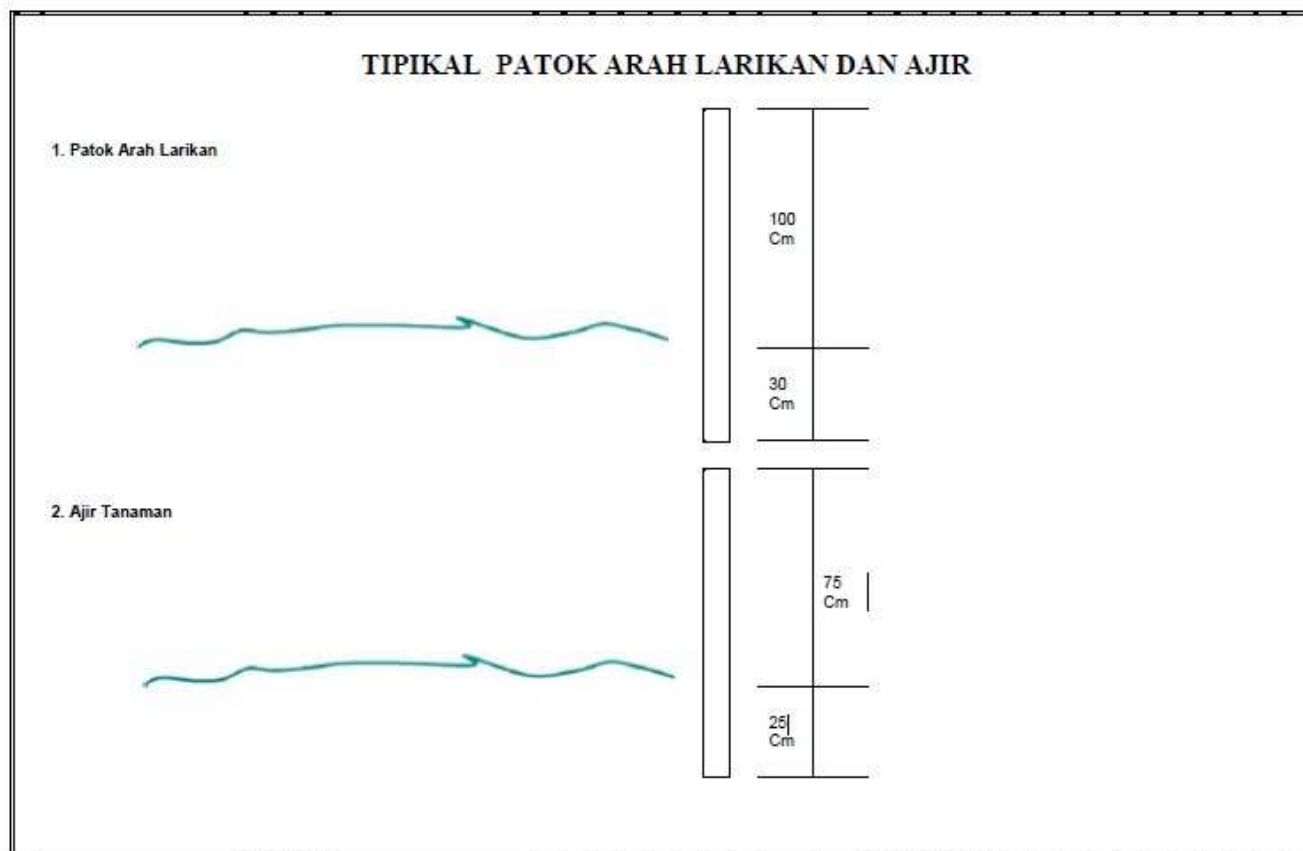 TIPIKAL PATOK ARAH LARIKAN DAN AJIR
1. Patok Arah Larikan
100
Cm
30
Cm
2. Ajir Tanaman
75
Cm
25
Cm